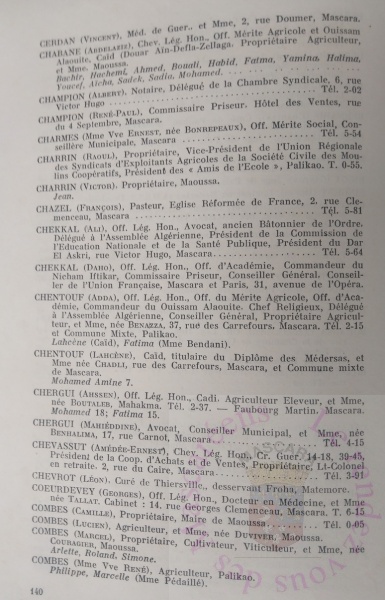 CERDAN (VINCENT), Méd. de Guer., et Mme, 2, rue Doumer, Mascara.
CHABANE (ABDELAZIZ), Chev. Lég. Hon., Off. Mérite Agricole et Ouissam
Alaouite, Caïd (Douar Aïn-Defla-Zellaga. Propriétaire Agriculteur,
et Mme, Maoussa.
Bachir, Hachemi, Ahmed, Boudi, Habid, Fatma, Yamina, Halima,
Youcef, Aïcha, Sadek, Sadia, Mohamed.
CHAMPION (ALBERT). Notaire, Délégué de la Chambre Syndicale, 6, rue
Victor Hugo Tél. 2-02
CHAMPION (RENÉ-PAUL), Commissaire Priseur. Hôtel des Ventes, rue
du 4 Septembre, Mascara.
CHARMES (MME VVE ERNEST, née BONREPEAUX), Off. Mérite Social, Con-
seillère Municipale, Mascara Tél. 5-54
CHARRIN (RAOUL), Propriétaire, Vice-Président de l'Union Régionale
des Syndicats d'Exploitants Agricoles de la Société Civile des Mou-
lins Coopératifs, Président des « Amis de l'Ecole », Palikao. T. 0-55.
CHARRIN (VICTOR). Propriétaire, Maoussa.
Jean.
CHAZEL (FRANÇOIS), Pasteur, Eglise Réformée de France, 2. rue Cle-
menceau, Mascara Tél. 5-81
CHEKKAL (ALI), Off. Lég. Hon., Avocat, ancien Bâtonnier de l'Ordre.
Délégué à l'Assemblée Algérienne, Président de la Commission de
l'Education Nationale et de la Santé Publique, Président du Dar
El Askri, rue Victor Hugo, Mascara Tél. 5-64
CHEKKAL (DAHO), Off. Lég. Hon., Off. d'Académie, Commandeur du
Nicham Iftikar, Commissaire Priseur, Conseiller Général. Conseil-
ler de l'Union Française, Mascara et Paris, 31, avenue de l'Opéra.
CHENTOUF (ADDA), Off. Lég. Hon., Off. du Mérite Agricole, Off. d'Aca-
démie, Commandeur du Ouissam Alaouite. Chef Religieux, Délégué
à l'Assemblée Algérienne, Conseiller Général, Propriétaire Agricul-
teur, et Mme, née BENARZA, 37, rue des Carrefours. Mascara. Tél. 2-15
et Commune Mixte, Palikao.
Lahcène (Caïd), Fatima (Mme Bendani).
CHENTOUF (LAHCÈNE), Caïd, titulaire du Diplôme des Médersas, et
Mme née CHADLI, rue des Carrefours, Mascara, et Commune mixte
de Mascara.
Mohamed Amine 7.
CHERGUI (AHSSEN), Off. Lég. Hon., Cadi. Agriculteur Eleveur, et Mme,
née BOUTALEB, Mahakma. Tél. 2-37. — Faubourg Martin. Mascara.
Mohamed 18; Fatima 15.
CHERGUI (MAHIÉDDINE), Avocat, Conseiller Municipal, et Mme, née
BENHALIMA, 17, rue Carnot, Mascara Tél. 4-15
CHEVASSUT (AMÉDÉE-ERNEST), Chev. Lég. Hon., Cr. Guer. 14-18, 39-45,
Président de la Coop. d'Achats et de Ventes, Propriétaire, Lt-Colonel
en retraite. 2, rue du Caire, Mascara Tél. 3-91
CHEVROT (LÉON). Curé de Thiersville. desservant Froha, Matemore.
COEURDEVEY (GEORGES), Off. Lég. Hon., Docteur en Médecine, et Mme
née TALLAT. Cabinet : 14. rue Georges Clemenceau, Mascara. T. 6-15
COMBES (CAMILLE), Propriétaire, Maire de Maoussa. Tél. 0-05
COMBES (LUCIEN), Agriculteur, et Mme, née DUVIVER, Maoussa.
COMBES (MARCEL), Propriétaire, Cultivateur, Viticulteur, et Mme, née
COURAGIER, Maoussa.
Arlette, Roland, Simone.
COMBES (MME VVE RENÉ), Agriculteur, Palikao.
Philippe, Marcelle (Mme Pédaillé).
140